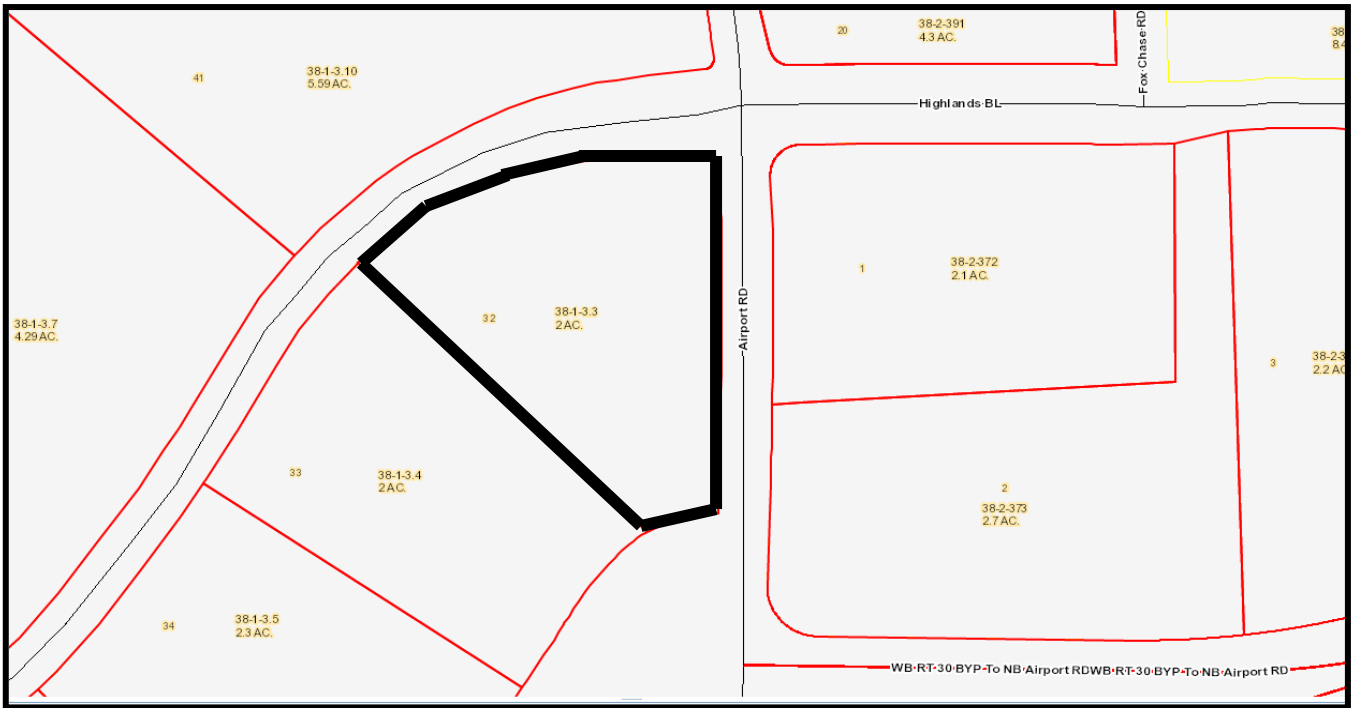 20
38-2-391
4.3 AC.
Fox Chase RD
38
8.4
41
38-1-3.10
5.59 AC.
Highlands BL
1
38-2-372
2.1 AC.
32
38-1-3.3
2 AC.
Airport RD
38-1-3.7
4.29 AC.
3
38-2-3
2.2 AC
33
38-1-3.4
2 AC.
2
38-2-373
2.7 AC.
34
38-1-3.5
2.3 AC.
WB RT 30 BYP To NB Airport RDWB RT 30 BYP To NB Airport RD